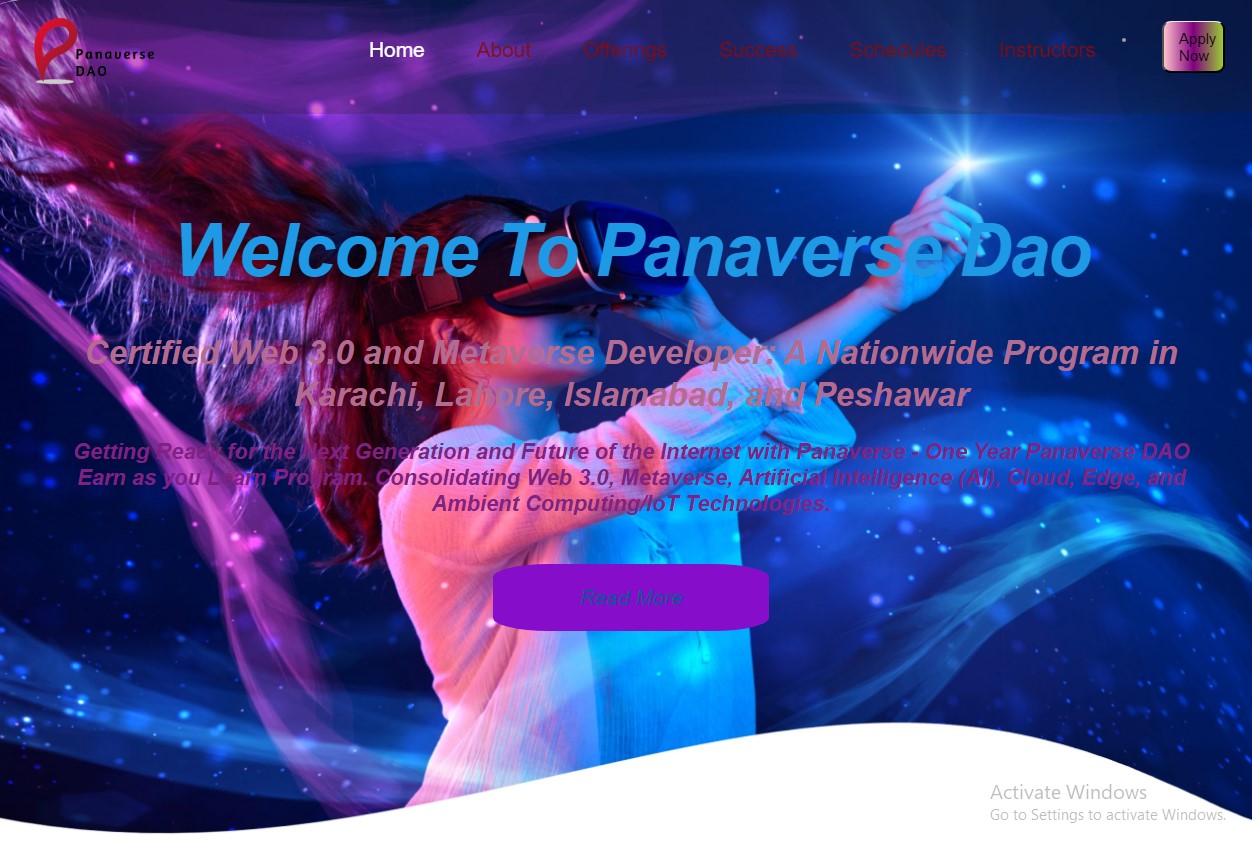 Panaverse
DAO
Home About Offerings Success Schedules Instructors
Apply
Now
Welcome To Panaverse Dao
Certified Web 3.0 and Metaverse Developer: A Nationwide Program in
Karachi, Lahore, Islamabad, and Peshawar
Getting Ready for the Next Generation and Future of the Internet with Panaverse - One Year Panaverse DAO
Earn as you Learn Program. Consolidating Web 3.0, Metaverse, Artificial Intelligence (AI), Cloud, Edge, and
Ambient Computing/IoT Technologies.
Read More
Activate Windows
Go to Settings to activate Windows.